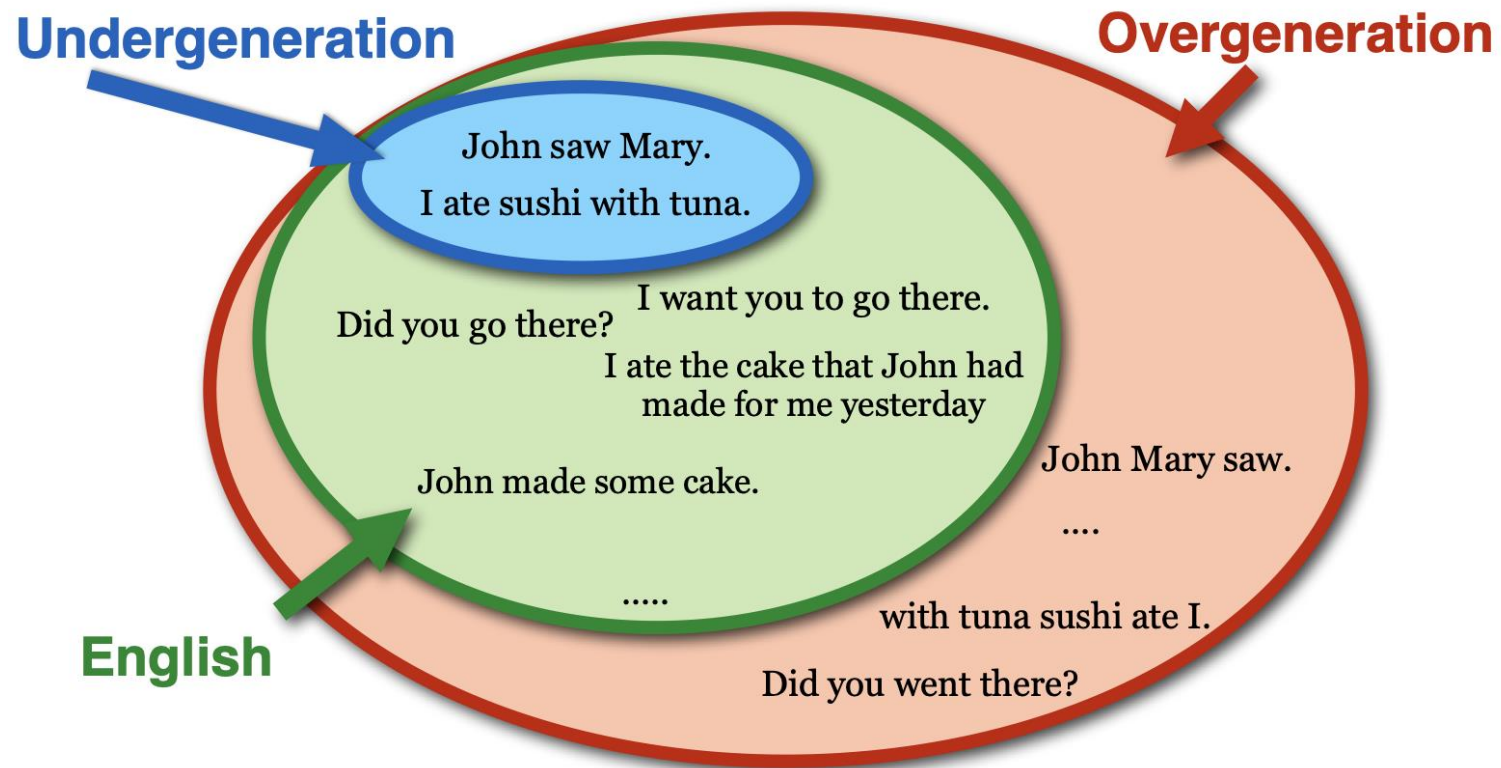 Undergeneration
Overgeneration
John saw Mary.
I ate sushi with tuna.
I want you to go there.
Did you go there?
I ate the cake that John had
made for me yesterday
John Mary saw.
John made some cake.
....
.....
with tuna sushi ate I.
English
Did you went there?